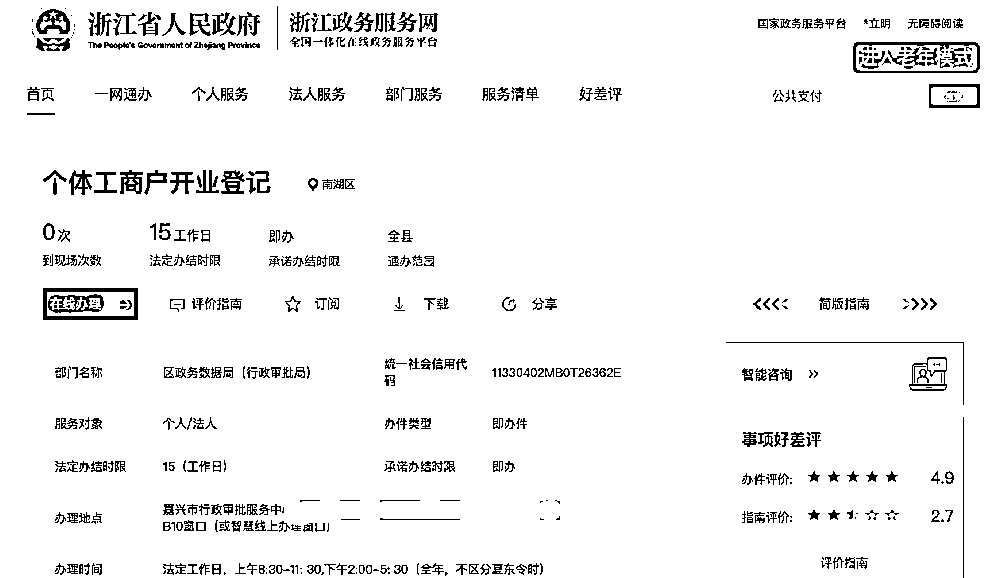 浙江省人民政府
The People's Government of Zhejiang Province
浙江政务服务网
全国一体化在线政务服务平台
国家政务服务平台 *立明 无障碍阅读
进入老年模式
首页 一网通办 个人服务 法人服务 部门服务 服务清单 好差评 公共支付
个体工商户开业登记 南湖区
0次 15工作日 即办 全县
到现场次数 法定办结时限 承诺办结时限 通办范围
在线办理 评价指南 订阅 下载 分享 <<<< 简版指南 >>>>
部门名称 区政务数据局（行政审批局） 统一社会信用代
码 11330402MB0T26362E
智能咨询 >>
服务对象 个人/法人 办件类型 即办件
事项好差评
法定办结时限 15（工作日） 承诺办结时限 即办
办件评价: ★★★★★ 4.9
办理地点 嘉兴市行政审批服务中
B10窗口（或智慧线上办理窗口）
指南评价: 2.7
评价指南
办理时间 法定工作日，上午8:30-11:30,下午2:00-5:30（全年，不区分夏东令时）